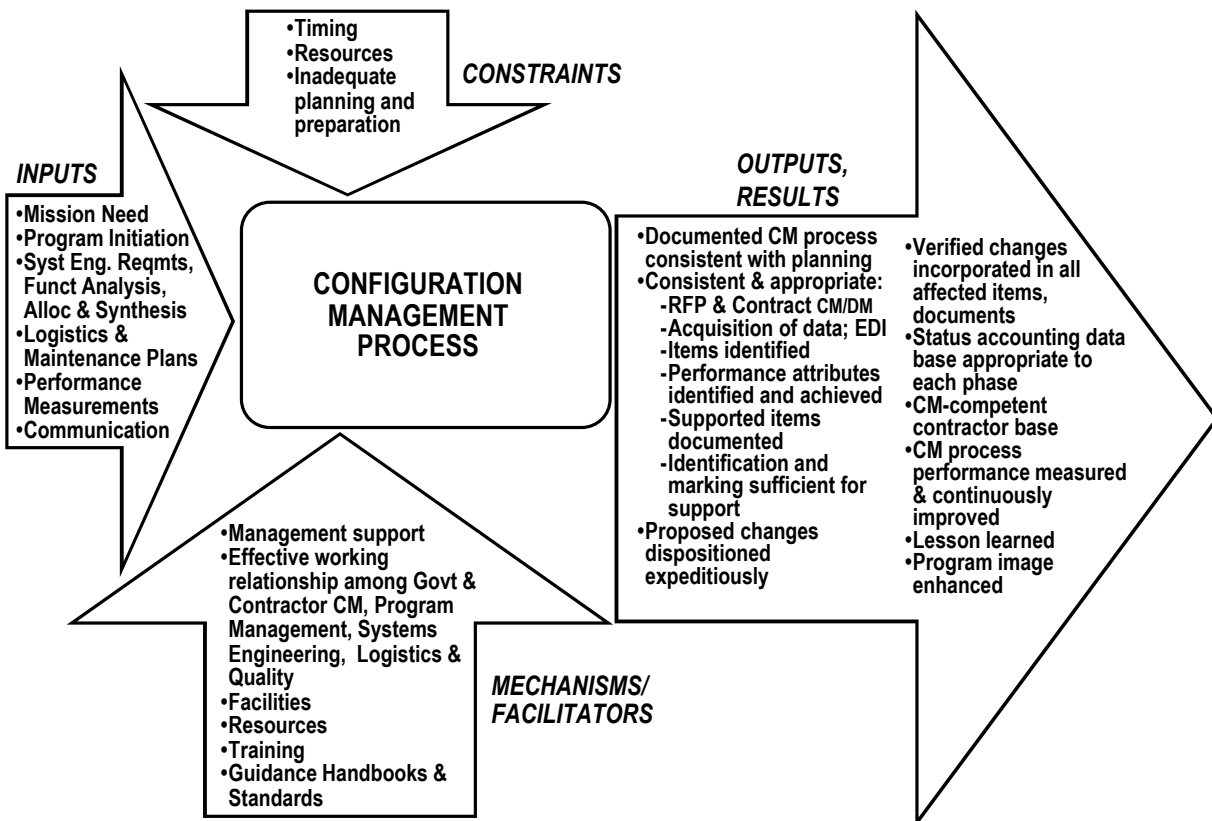 •Timing
•Resources
•Inadequate
planning and
preparation
CONSTRAINTS
INPUTS
•Mission Need
•Program Initiation
•Syst Eng. Reqmts,
Funct Analysis,
Alloc & Synthesis
•Logistics &
Maintenance Plans
•Performance
Measurements
•Communication
CONFIGURATION
MANAGEMENT
PROCESS
OUTPUTS,
RESULTS
•Documented CM process
consistent with planning
•Consistent & appropriate:
-RFP & Contract CM/DM
-Acquisition of data; EDI
-Items identified
-Performance attributes
identified and achieved
-Supported items
documented
-Identification and
marking sufficient for
support
•Proposed changes
dispositioned
expeditiously
•Verified changes
incorporated in all
affected items,
documents
•Status accounting data
base appropriate to
each phase
•CM-competent
contractor base
•CM process
performance measured
& continuously
improved
•Lesson learned
•Program image
enhanced
•Management support
•Effective working
relationship among Govt &
Contractor CM, Program
Management, Systems
Engineering, Logistics &
Quality
•Facilities
•Resources
•Training
•Guidance Handbooks &
Standards
MECHANISMS/
FACILITATORS